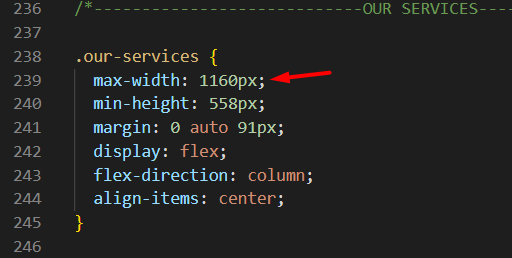 236 /*----------------------------OUR SERVICES----
237
238 .our-services {
239   max-width: 1160px;
240   min-height: 558px;
241   margin: 0 auto 91px;
242   display: flex;
243   flex-direction: column;
244   align-items: center;
245 }
246